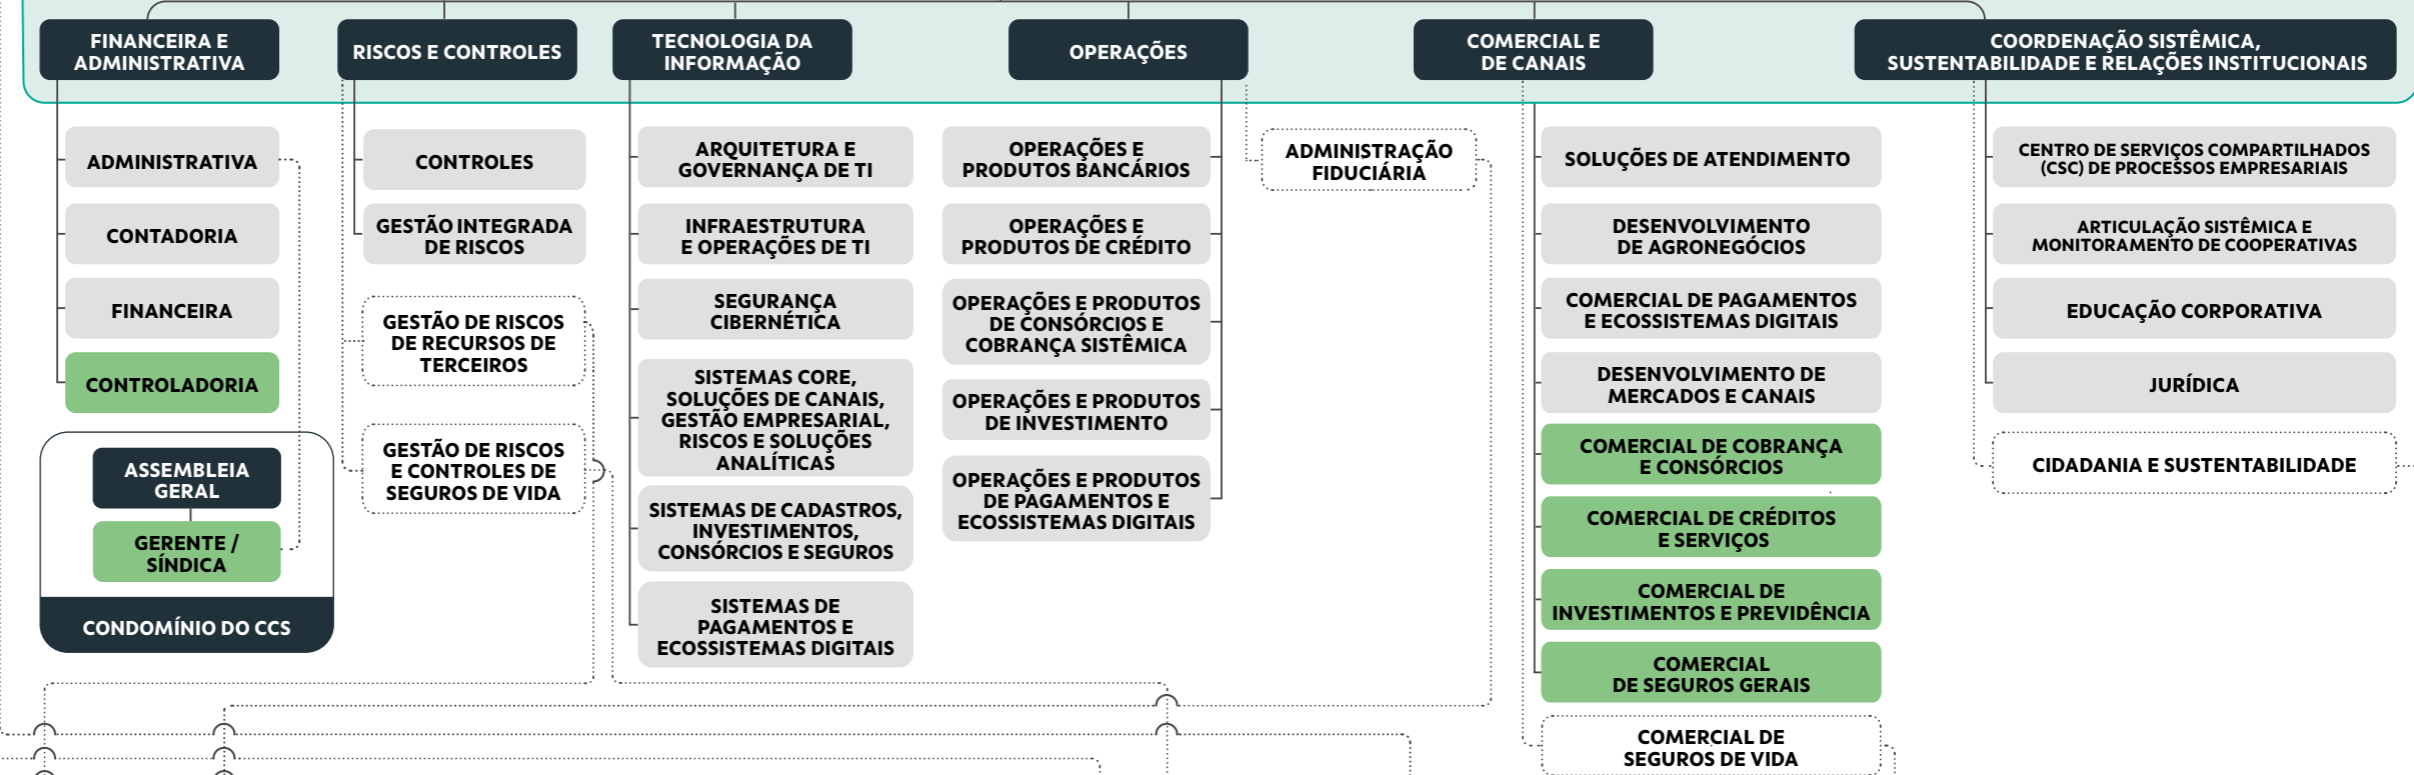 FINANCEIRA E
ADMINISTRATIVA
RISCOS E CONTROLES
TECNOLOGIA DA
INFORMAÇÃO
OPERAÇÕES
COMERCIAL E
DE CANAIS
COORDENAÇÃO SISTÊMICA,
SUSTENTABILIDADE E RELAÇÕES INSTITUCIONAIS
ADMINISTRATIVA
CONTADORIA
FINANCEIRA
CONTROLADORIA
ASSEMBLEIA
GERAL
GERENTE /
SÍNDICA
CONDOMÍNIO DO CCS
CONTROLES
GESTÃO INTEGRADA
DE RISCOS
GESTÃO DE RISCOS
DE RECURSOS DE
TERCEIROS
GESTÃO DE RISCOS
E CONTROLES DE
SEGUROS DE VIDA
ARQUITETURA E
GOVERNANÇA DE TI
INFRAESTRUTURA
E OPERAÇÕES DE TI
SEGURANÇA
CIBERNÉTICA
SISTEMAS CORE,
SOLUÇÕES DE CANAIS,
GESTÃO EMPRESARIAL,
RISCOS E SOLUÇÕES
ANALÍTICAS
SISTEMAS DE CADASTROS,
INVESTIMENTOS,
CONSÓRCIOS E SEGUROS
SISTEMAS DE
PAGAMENTOS E
ECOSSISTEMAS DIGITAIS
OPERAÇÕES E
PRODUTOS BANCÁRIOS
OPERAÇÕES E
PRODUTOS DE CRÉDITO
OPERAÇÕES E PRODUTOS
DE CONSÓRCIOS E
COBRANÇA SISTÊMICA
OPERAÇÕES E PRODUTOS
DE INVESTIMENTO
OPERAÇÕES E PRODUTOS
DE PAGAMENTOS E
ECOSSISTEMAS DIGITAIS
ADMINISTRAÇÃO
FIDUCIÁRIA
SOLUÇÕES DE ATENDIMENTO
DESENVOLVIMENTO
DE AGRONEGÓCIOS
COMERCIAL DE PAGAMENTOS
E ECOSSISTEMAS DIGITAIS
DESENVOLVIMENTO DE
MERCADOS E CANAIS
COMERCIAL DE COBRANÇA
E CONSÓRCIOS
COMERCIAL DE CRÉDITOS
E SERVIÇOS
COMERCIAL DE
INVESTIMENTOS E PREVIDÊNCIA
COMERCIAL
DE SEGUROS GERAIS
COMERCIAL DE
SEGUROS DE VIDA
CENTRO DE SERVIÇOS COMPARTILHADOS
(CSC) DE PROCESSOS EMPRESARIAIS
ARTICULAÇÃO SISTÊMICA E
MONITORAMENTO DE COOPERATIVAS
EDUCAÇÃO CORPORATIVA
JURÍDICA
CIDADANIA E SUSTENTABILIDADE